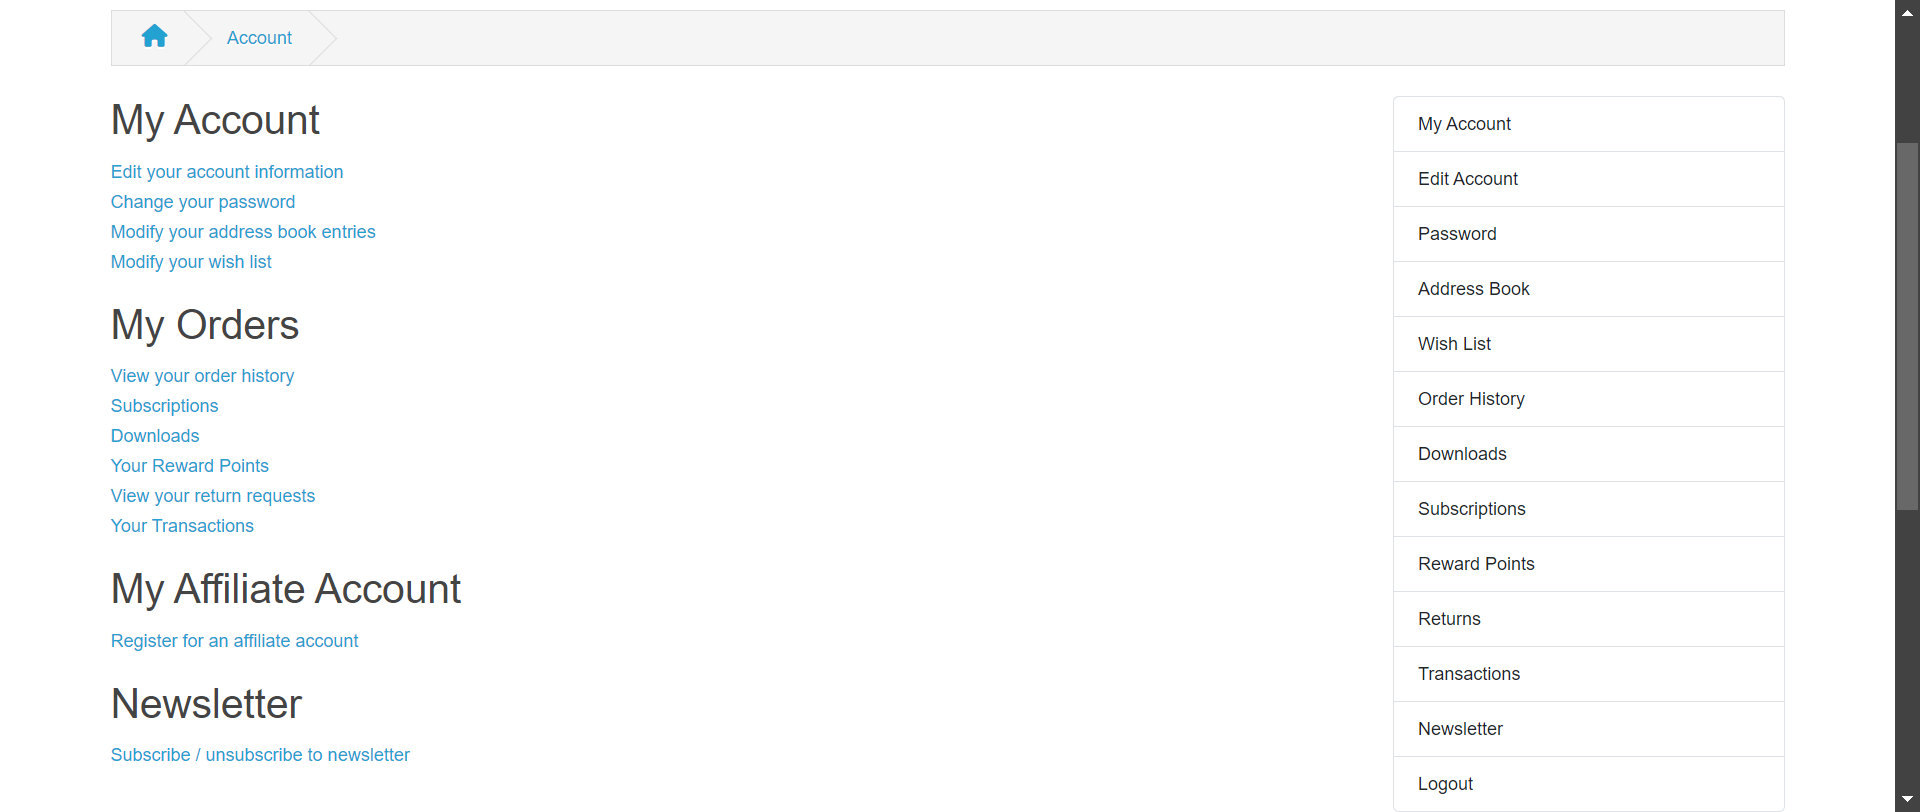 Account
My Account
Edit your account information
Change your password
Modify your address book entries
Modify your wish list
My Orders
View your order history
Subscriptions
Downloads
Your Reward Points
View your return requests
Your Transactions
My Affiliate Account
Register for an affiliate account
Newsletter
Subscribe / unsubscribe to newsletter
My Account
Edit Account
Password
Address Book
Wish List
Order History
Downloads
Subscriptions
Reward Points
Returns
Transactions
Newsletter
Logout